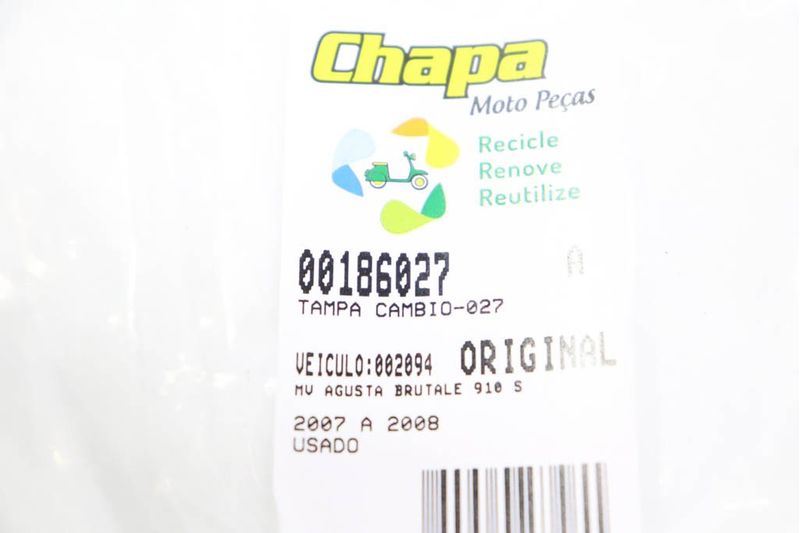 Chapa
Moto Peças
Recicle
Renove
Reutilize
00186027 A
TAMPA CAMBIO-027
VEICULO:002094 ORIGINAL
MV AGUSTA BRUTALE 910 S
2007 A 2008
USADO